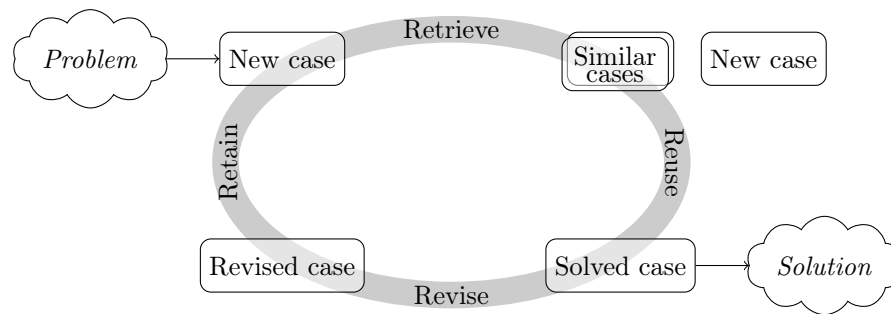 Retrieve
Problem
New case
Similar
cases
New case
Retain
Reuse
Revised case
Solved case
Solution
Revise